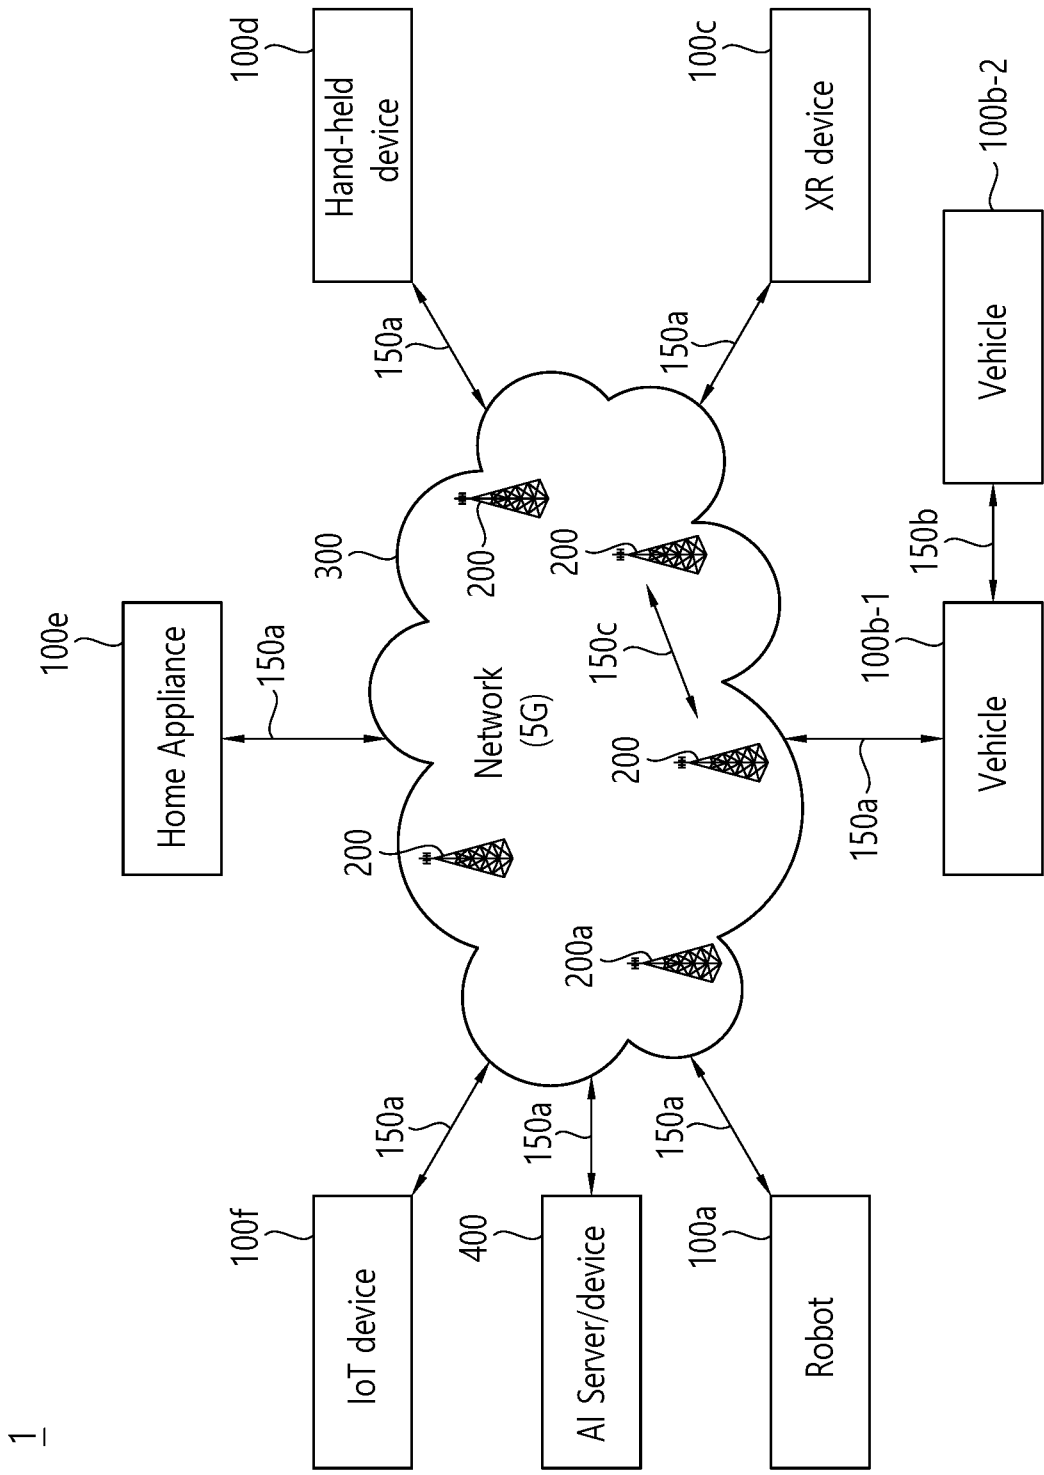 1
100e
Home Appliance
150a
100f
IoT device
150a
300
100d
Hand-held
device
150a
200
200
Network
(5G)
400
AI Server/device
150a
200a
200
150c
200
100a
Robot
150a
100c
XR device
150a
150a
100b-1
Vehicle
150b
100b-2
Vehicle